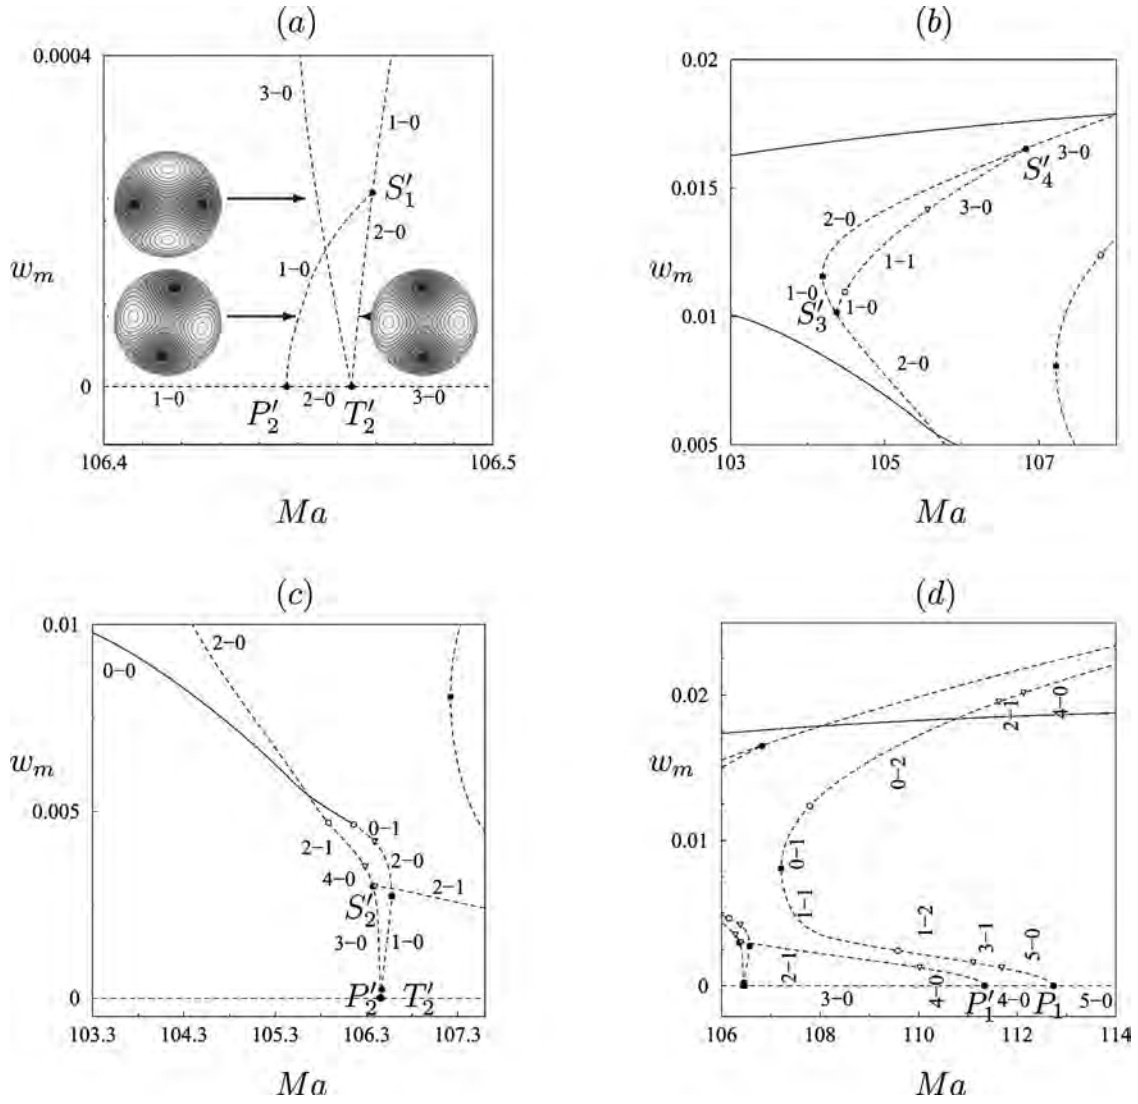 (a)
0.0004
3−0
1−0
S′1
2−0
1−0
wm
0
1−0
P′2
2−0
T′2
3−0
106.4
106.5
Ma
(b)
0.02
3−0
S′4
0.015
2−0
3−0
wm
1−1
1−0
S′3
1−0
0.01
2−0
0.005
103
105
107
Ma
(c)
0.01
2−0
0−0
wm
0.005
0−1
2−1
2−0
4−0
2−1
S′2
3−0
1−0
0
P′2
T′2
103.3
104.3
105.3
106.3
107.3
Ma
(d)
0.02
2−1
4−0
wm
0−2
0.01
0−1
1−1
1−2
3−1
5−0
2−1
4−0
0
3−0
P′1
4−0
P1
5−0
106
108
110
112
114
Ma